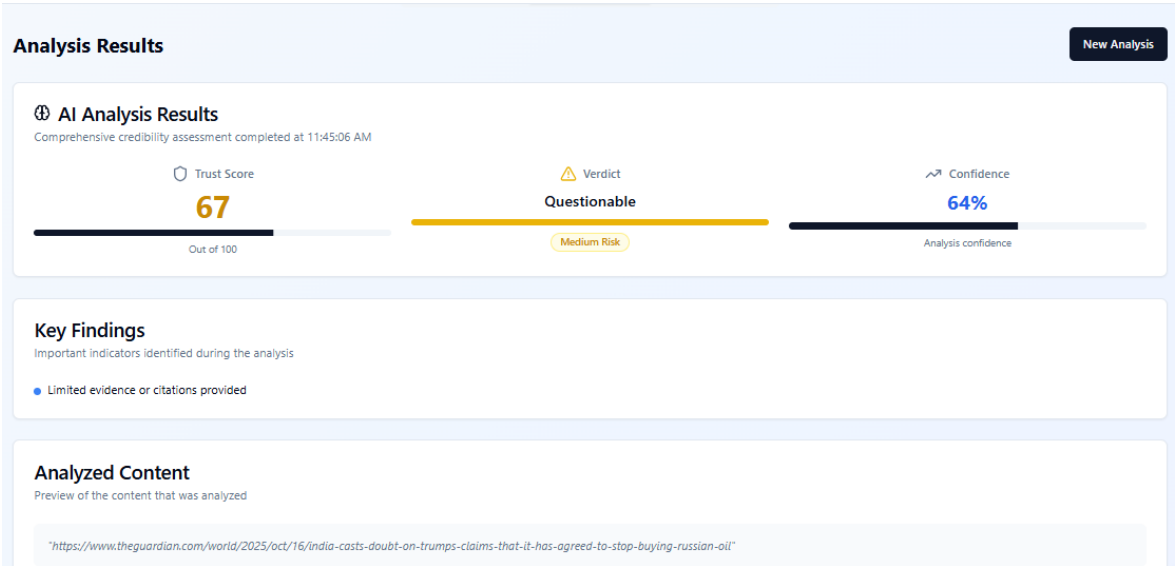 Analysis Results
New Analysis
AI Analysis Results
Comprehensive credibility assessment completed at 11:45:06 AM
Trust Score
67
Out of 100
Verdict
Questionable
Medium Risk
Confidence
64%
Analysis confidence
Key Findings
Important indicators identified during the analysis
Limited evidence or citations provided
Analyzed Content
Preview of the content that was analyzed
"https://www.theguardian.com/world/2025/oct/16/india-casts-doubt-on-trumps-claims-that-it-has-agreed-to-stop-buying-russian-oil"